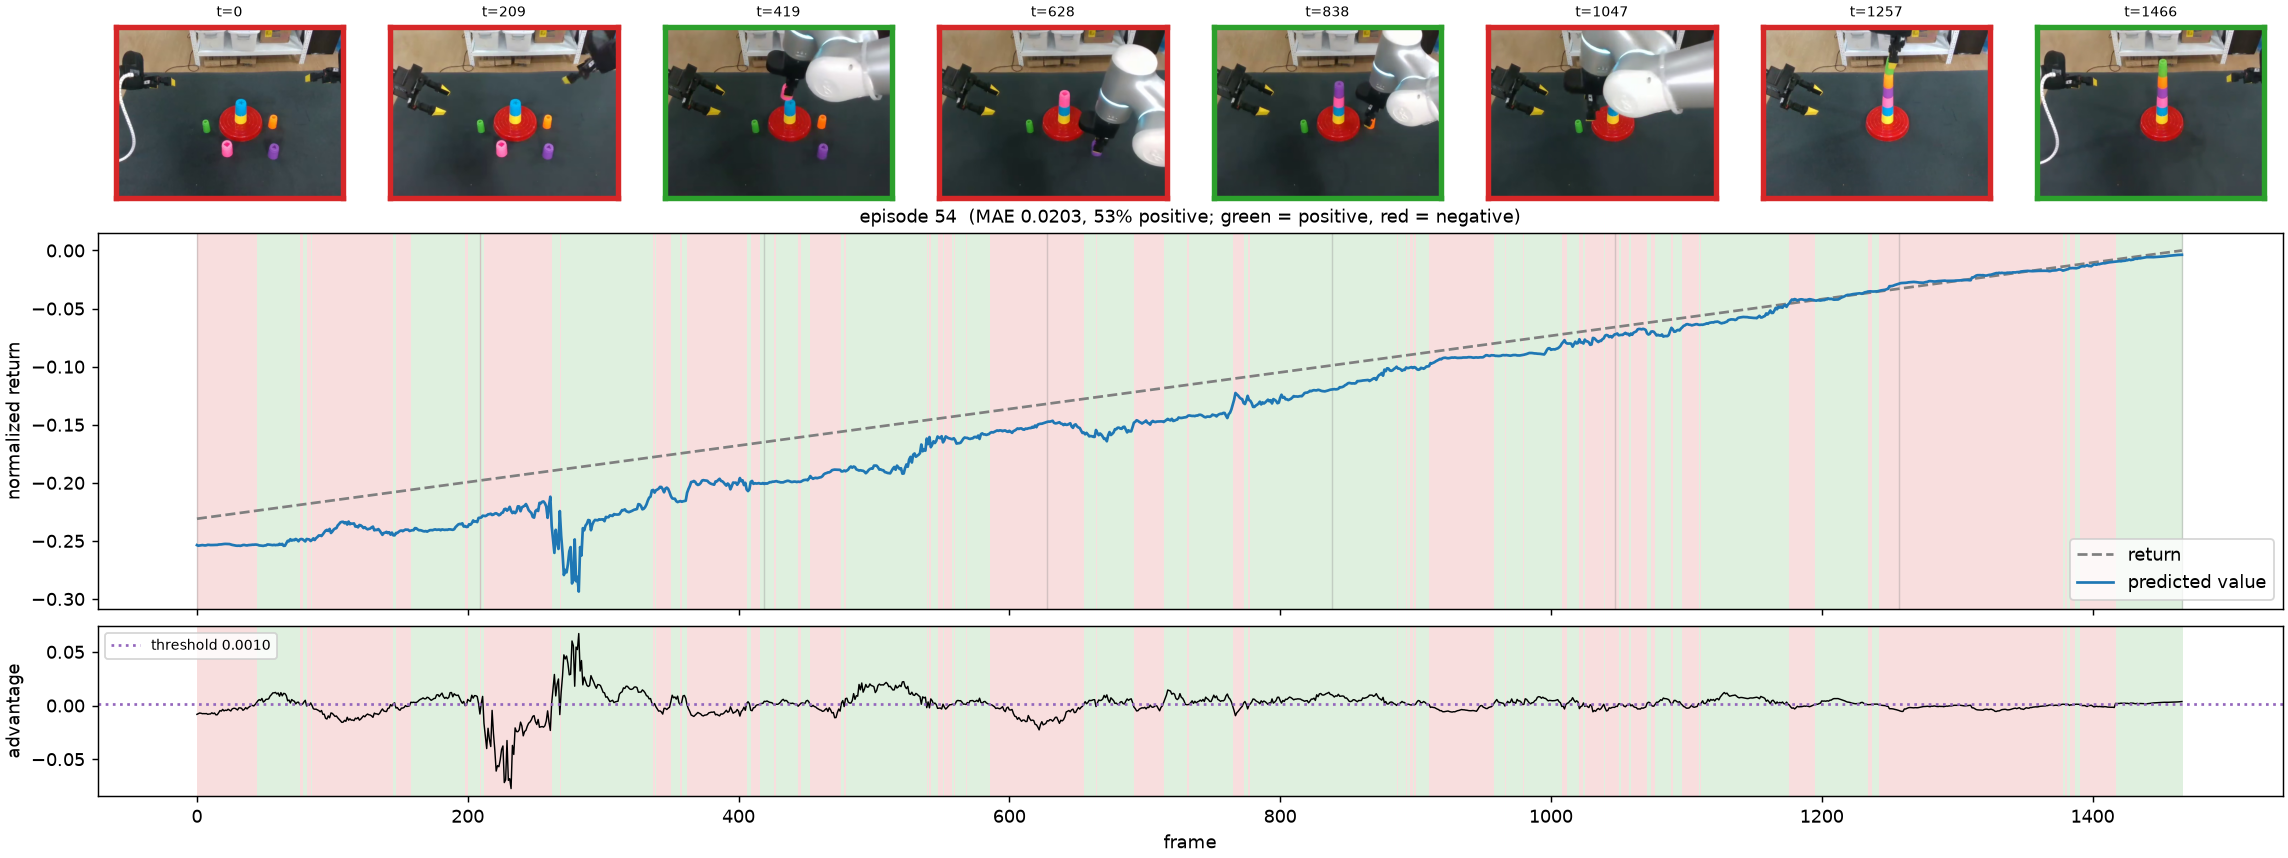 t=0 t=209 t=419 t=628 t=838 t=1047 t=1257 t=1466
episode 54  (MAE 0.0203, 53% positive; green = positive, red = negative)
normalized return
0.00
−0.05
−0.10
−0.15
−0.20
−0.25
−0.30
return
predicted value
advantage
0.05
0.00
−0.05
threshold 0.0010
0 200 400 600 800 1000 1200 1400
frame